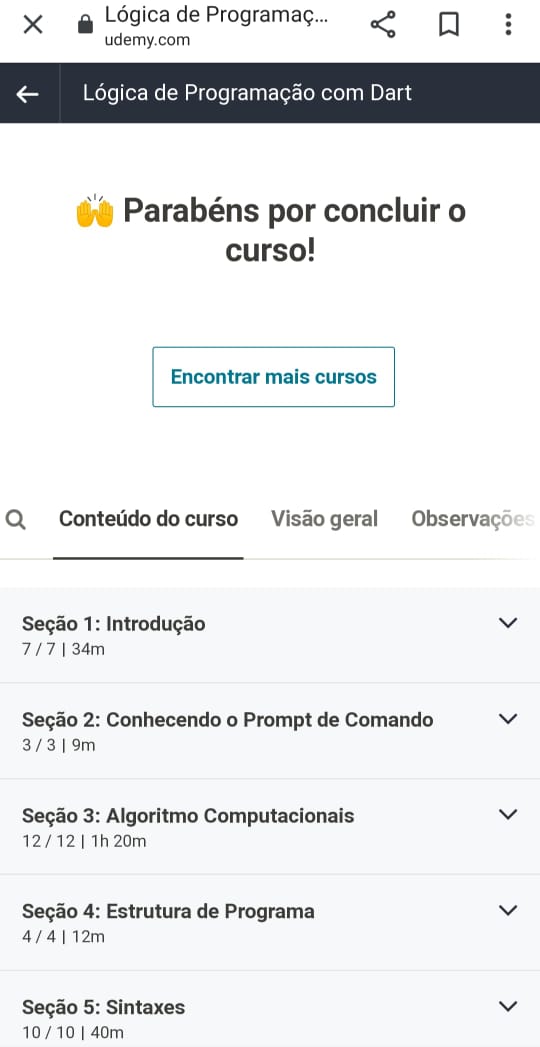 Lógica de Programaç...
udemy.com
Lógica de Programação com Dart
🙌 Parabéns por concluir o
curso!
Encontrar mais cursos
Conteúdo do curso Visão geral Observações
Seção 1: Introdução
7 / 7 | 34m
Seção 2: Conhecendo o Prompt de Comando
3 / 3 | 9m
Seção 3: Algoritmo Computacionais
12 / 12 | 1h 20m
Seção 4: Estrutura de Programa
4 / 4 | 12m
Seção 5: Sintaxes
10 / 10 | 40m